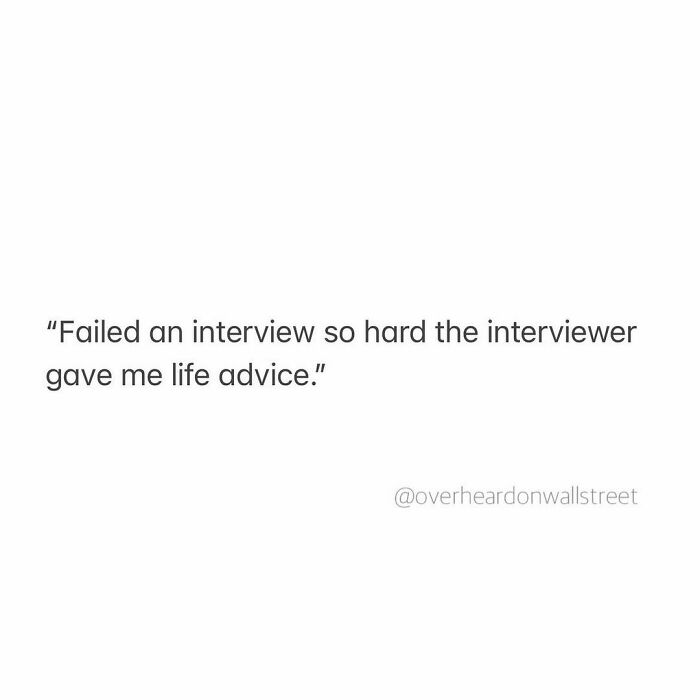 “Failed an interview so hard the interviewer
gave me life advice.”
@overheardonwallstreet